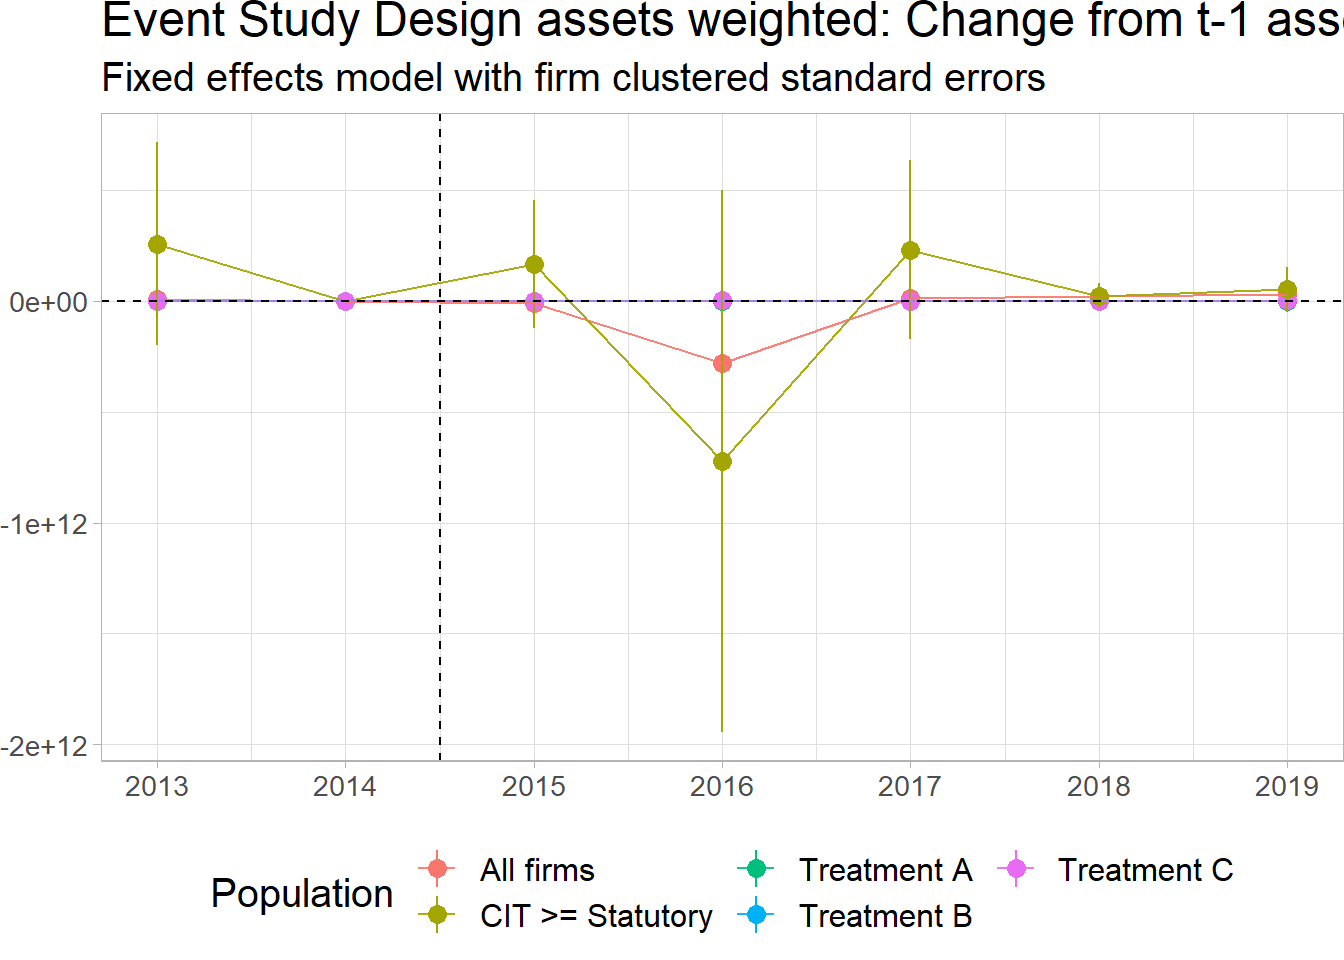 Event Study Design assets weighted: Change from t-1
Fixed effects model with firm clustered standard errors
0e+00
-1e+12
-2e+12
2013 2014 2015 2016 2017 2018 2019
Population
All firms Treatment A Treatment C
CIT >= Statutory Treatment B